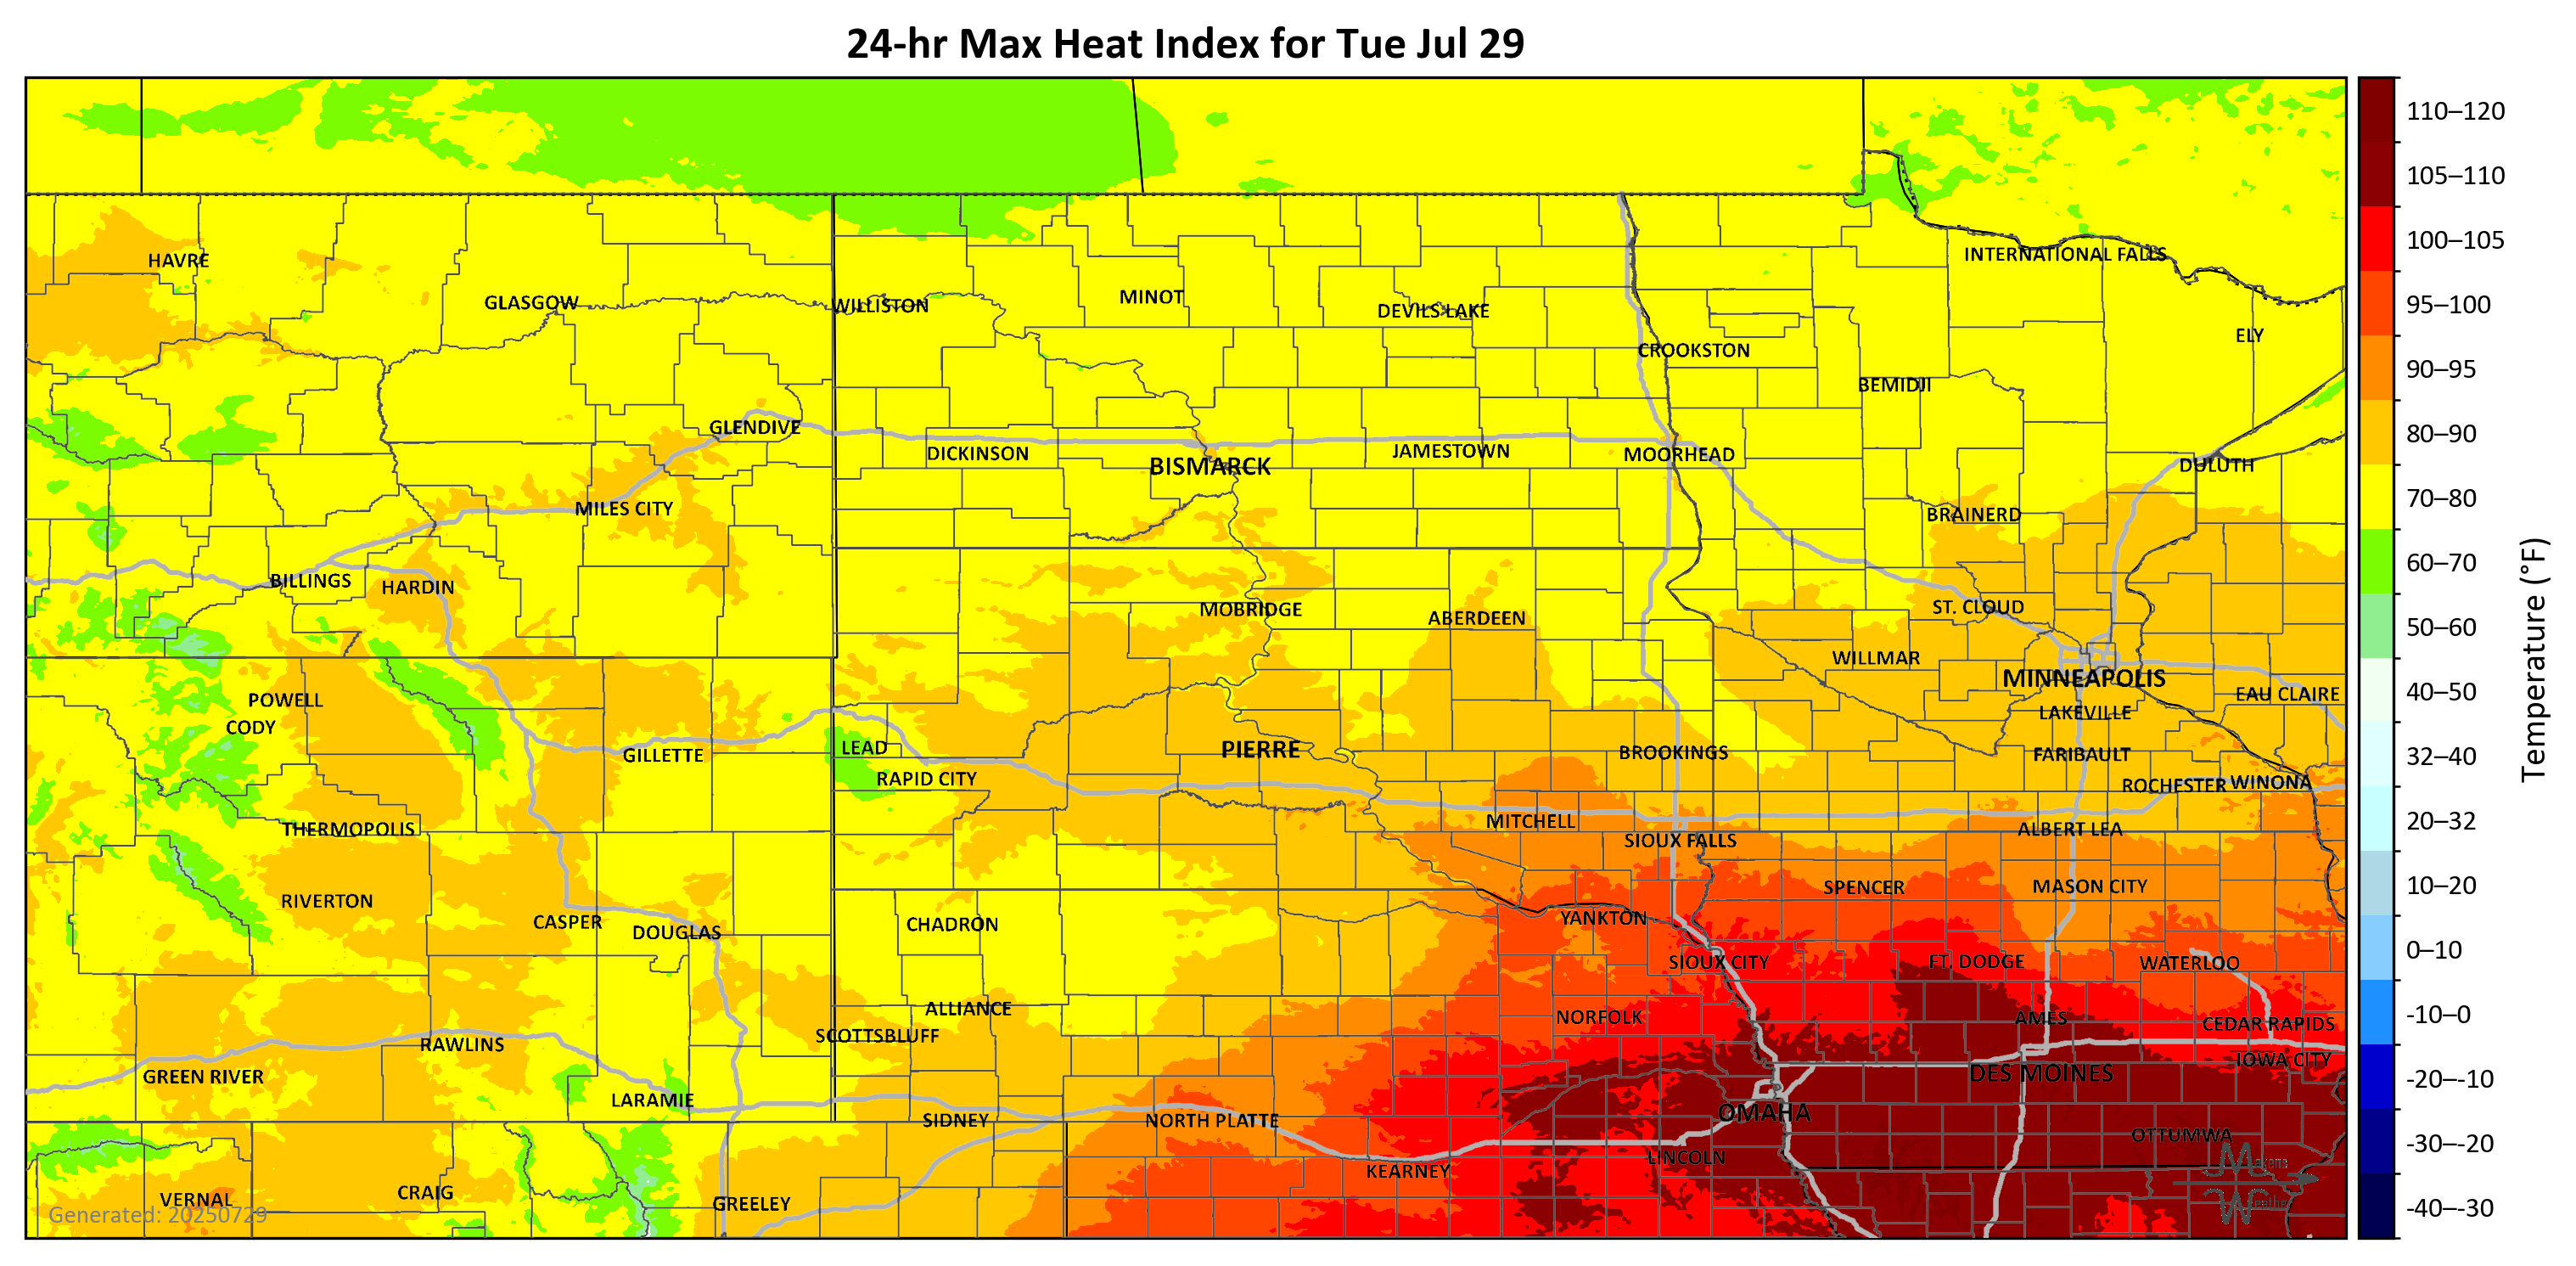 24-hr Max Heat Index for Tue Jul 29
110–120
105–110
100–105
95–100
90–95
80–90
70–80
60–70
50–60
40–50
32–40
20–32
10–20
0–10
-10–0
-20–-10
-30–-20
-40–-30
Temperature (°F)
HAVRE
INTERNATIONAL FALLS
GLASGOW
WILLISTON
MINOT
DEVILS LAKE
ELY
CROOKSTON
BEMIDJI
GLENDIVE
DICKINSON
BISMARCK
JAMESTOWN
MOORHEAD
DULUTH
MILES CITY
BRAINERD
BILLINGS
HARDIN
MOBRIDGE
ABERDEEN
ST. CLOUD
WILLMAR
MINNEAPOLIS
EAU CLAIRE
POWELL
CODY
LAKEVILLE
GILLETTE
LEAD
PIERRE
BROOKINGS
FARIBAULT
RAPID CITY
ROCHESTER
WINONA
THERMOPOLIS
MITCHELL
SIOUX FALLS
ALBERT LEA
RIVERTON
SPENCER
MASON CITY
CASPER
DOUGLAS
CHADRON
YANKTON
SIOUX CITY
FT. DODGE
WATERLOO
ALLIANCE
NORFOLK
AMES
CEDAR RAPIDS
SCOTTSBLUFF
RAWLINS
IOWA CITY
GREEN RIVER
DES MOINES
LARAMIE
SIDNEY
NORTH PLATTE
OMAHA
OTTUMWA
LINCOLN
KEARNEY
VERNAL
CRAIG
GREELEY
Generated: 20250729